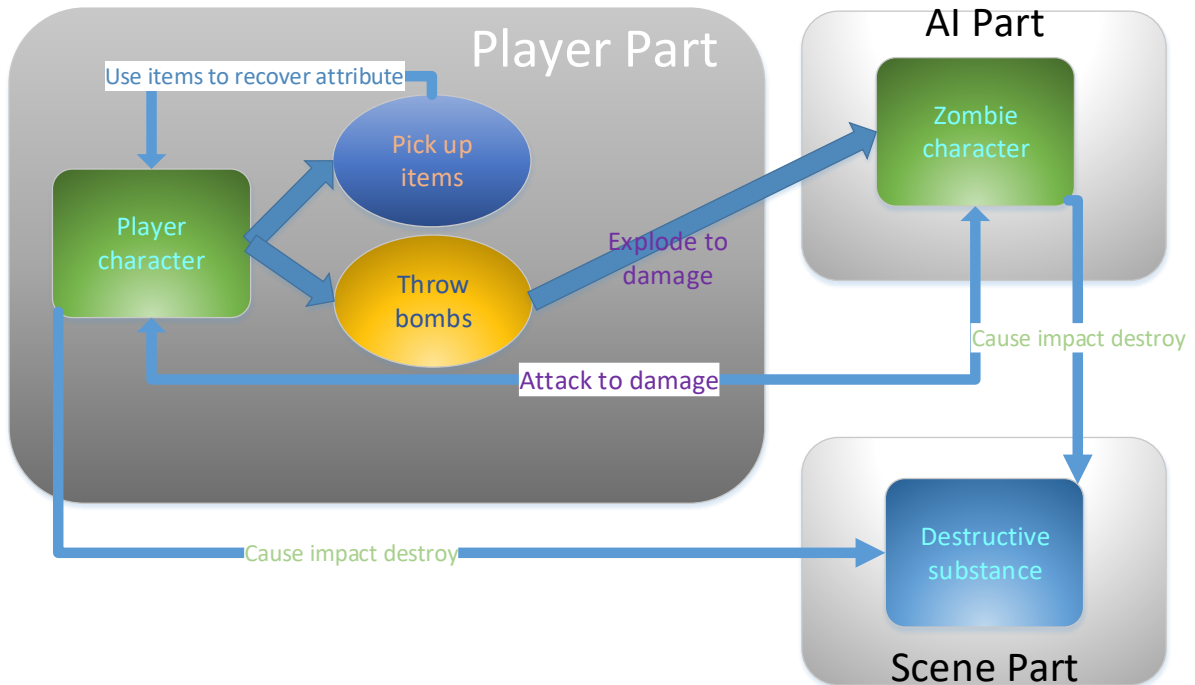 Player Part
AI Part
Use items to recover attribute
Pick up
items
Zombie
character
Player
character
Explode to
damage
Throw
bombs
Cause impact destroy
Attack to damage
Cause impact destroy
Destructive
substance
Scene Part